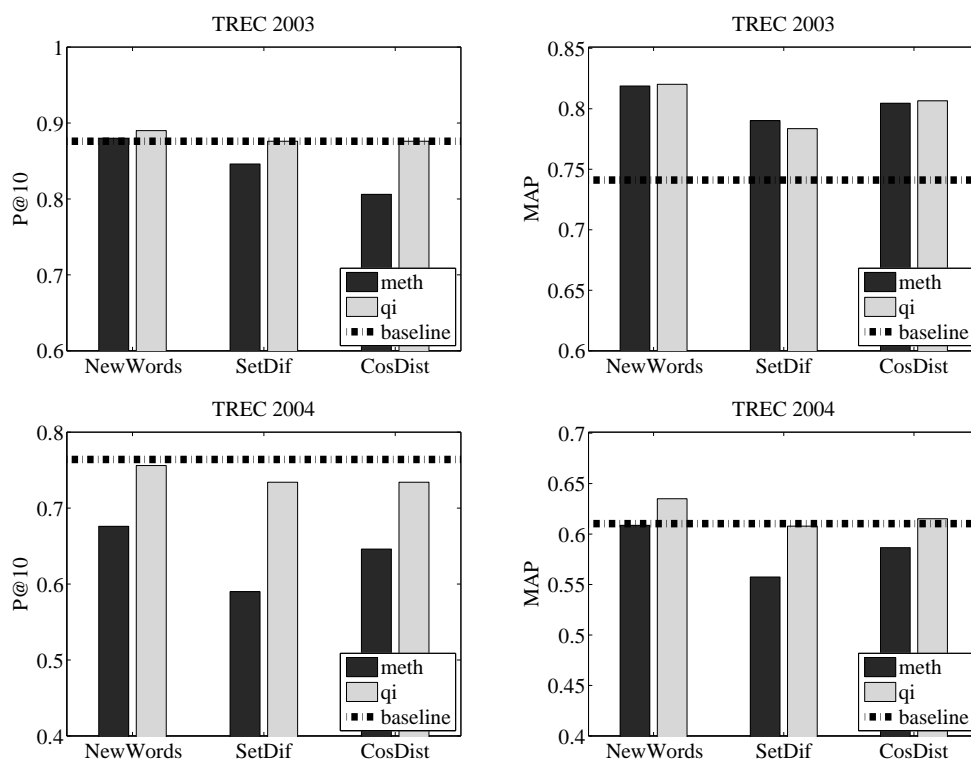 TREC 2003
1
0.9
0.8
0.7
0.6
P@10
meth
qi
baseline
NewWords SetDif CosDist
TREC 2003
0.85
0.8
0.75
0.7
0.65
0.6
MAP
meth
qi
baseline
NewWords SetDif CosDist
TREC 2004
0.8
0.7
0.6
0.5
0.4
P@10
meth
qi
baseline
NewWords SetDif CosDist
TREC 2004
0.7
0.65
0.6
0.55
0.5
0.45
0.4
MAP
meth
qi
baseline
NewWords SetDif CosDist